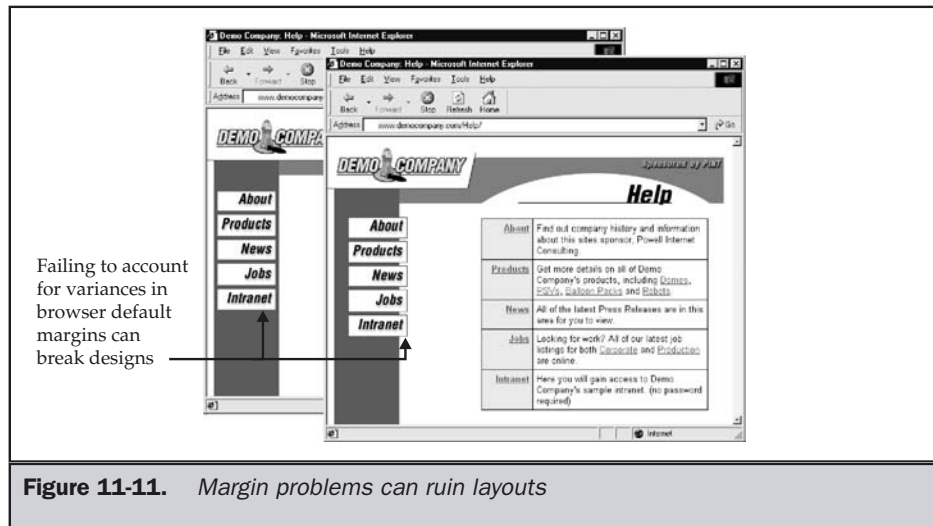 Demo Company: Help - Microsoft Internet Explorer
File Edit View Favorites Tools Help
Back Forward Stop
Address www.democompany
DEMO COMPA
About
Products
News
Jobs
Intranet
Demo Company: Help - Microsoft Internet Explorer
File Edit View Favorites Tools Help
Back Forward Stop Refresh Home
Address www.democompany.com/Help/ Go
DEMO COMPANY
Sponsored by PINT
Help
About
Products
News
Jobs
Intranet
About Find out company history and information
about this sites sponsor, Powell Internet
Consulting.
Products Get more details on all of Demo
Company's products, including Domes,
PSVs, Balloon Packs and Robots.
News All of the latest Press Releases are in this
area for you to view.
Jobs Looking for work? All of our latest job
listings for both Corporate and Production
are online.
Intranet Here you will gain access to Demo
Company's sample intranet. (no password
required)
Internet
Failing to account
for variances in
browser default
margins can
break designs
Figure 11-11. Margin problems can ruin layouts